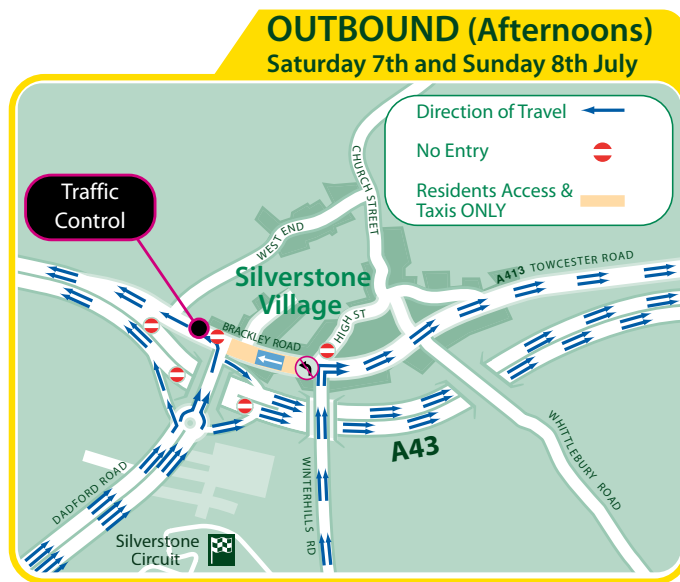 OUTBOUND (Afternoons)
Saturday 7th and Sunday 8th July
Direction of Travel
No Entry
Residents Access &
Taxis ONLY
Traffic
Control
CHURCH STREET
WEST END
A413 TOWCESTER ROAD
Silverstone
Village
HIGH ST
BRACKLEY ROAD
A43
WHITTLEBURY ROAD
DADFORD ROAD
WINTERHILLS RD
Silverstone
Circuit